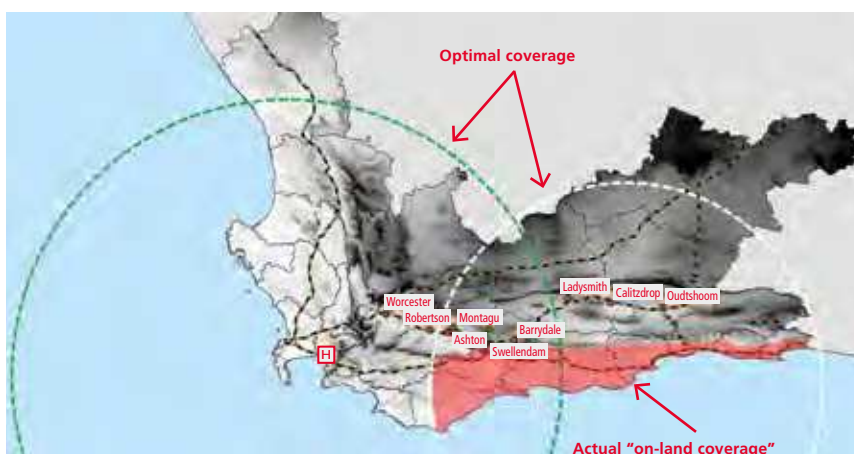 Optimal coverage
Ladysmith
Calitzdrop
Oudtshoom
Worcester
Robertson
Montagu
Barrydale
Ashton
Swellendam
H
Actual "on-land coverage"